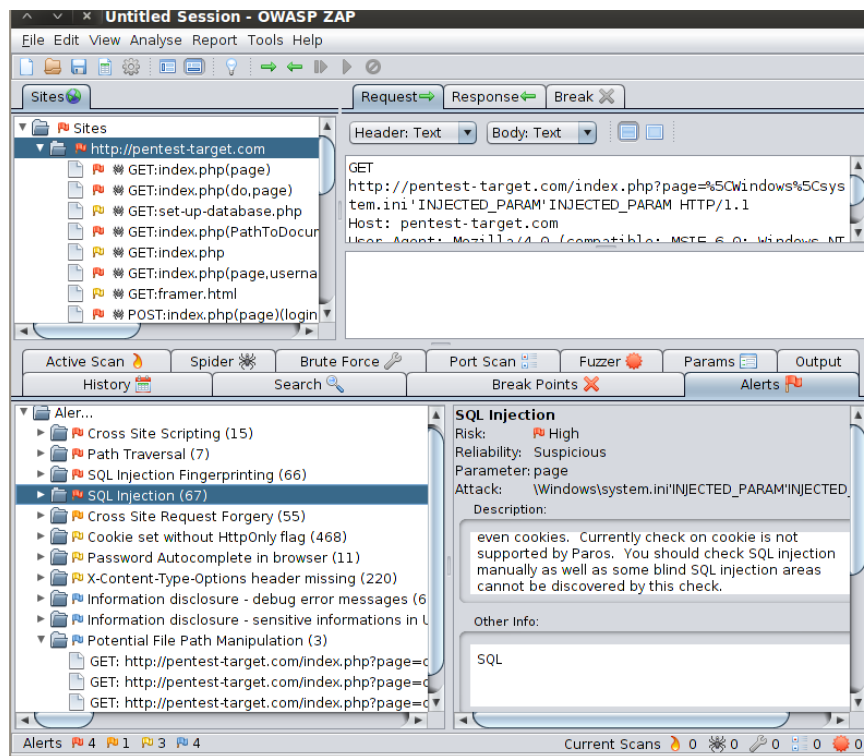 Untitled Session - OWASP ZAP
File Edit View Analyse Report Tools Help
Sites
Request Response Break
Sites
http://pentest-target.com
GET:index.php(page)
GET:index.php(do,page)
GET:set-up-database.php
GET:index.php(PathToDocur
GET:index.php
GET:index.php(page,userna
GET:framer.html
POST:index.php(page)(login
Header: Text Body: Text
GET
http://pentest-target.com/index.php?page=%5CWindows%5Csys
tem.ini'INJECTED_PARAM'INJECTED_PARAM HTTP/1.1
Host: pentest-target.com
User-Agent: Mozilla/4.0 (compatible; MSIE 6.0; Windows NT
Active Scan Spider Brute Force Port Scan Fuzzer Params Output
History Search Break Points Alerts
Aler...
Cross Site Scripting (15)
Path Traversal (7)
SQL Injection Fingerprinting (66)
SQL Injection (67)
Cross Site Request Forgery (55)
Cookie set without HttpOnly flag (468)
Password Autocomplete in browser (11)
X-Content-Type-Options header missing (220)
Information disclosure - debug error messages (6
Information disclosure - sensitive informations in U
Potential File Path Manipulation (3)
GET: http://pentest-target.com/index.php?page=d
GET: http://pentest-target.com/index.php?page=d
GET: http://pentest-target.com/index.php?page=d
SQL Injection
Risk: High
Reliability: Suspicious
Parameter: page
Attack: \Windows\system.ini'INJECTED_PARAM'INJECTED_
Description:
even cookies. Currently check on cookie is not
supported by Paros. You should check SQL injection
manually as well as some blind SQL injection areas
cannot be discovered by this check.
Other Info:
SQL
Alerts 4 1 3 4 Current Scans 0 0 0 0 0